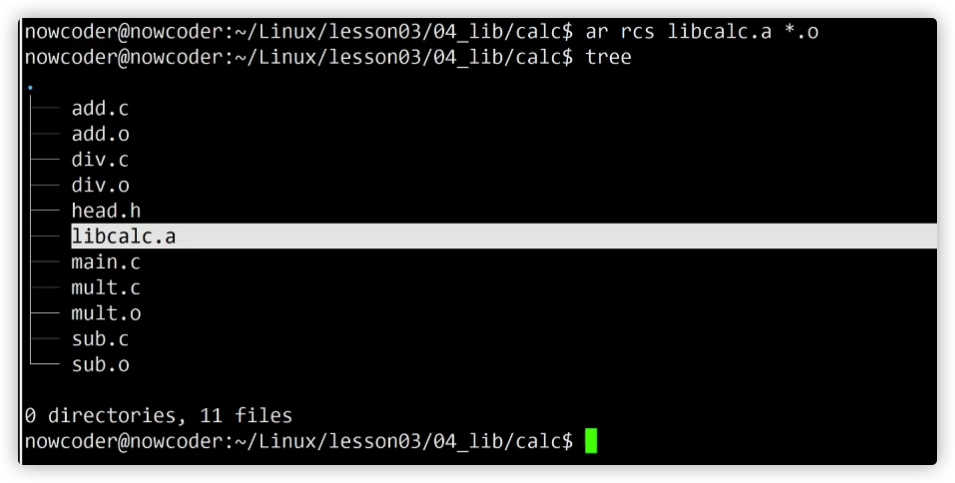 nowcoder@nowcoder:~/Linux/lesson03/04_lib/calc$ ar rcs libcalc.a *.o
nowcoder@nowcoder:~/Linux/lesson03/04_lib/calc$ tree
.
├── add.c
├── add.o
├── div.c
├── div.o
├── head.h
├── libcalc.a
├── main.c
├── mult.c
├── mult.o
├── sub.c
└── sub.o
0 directories, 11 files
nowcoder@nowcoder:~/Linux/lesson03/04_lib/calc$